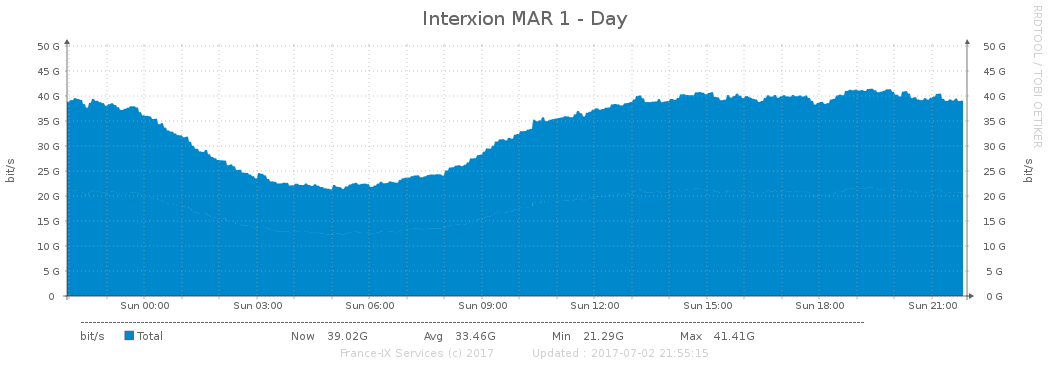 Interxion MAR 1 - Day
RRDTOOL / TOBI OETIKER
50 G 50 G
45 G 45 G
40 G 40 G
35 G 35 G
30 G 30 G
25 G 25 G
20 G 20 G
15 G 15 G
10 G 10 G
5 G 5 G
0 0 G
bit/s
bit/s
Sun 00:00 Sun 03:00 Sun 06:00 Sun 09:00 Sun 12:00 Sun 15:00 Sun 18:00 Sun 21:00
bit/s Total Now 39.02G Avg 33.46G Min 21.29G Max 41.41G
France-IX Services (c) 2017 Updated : 2017-07-02 21:55:15